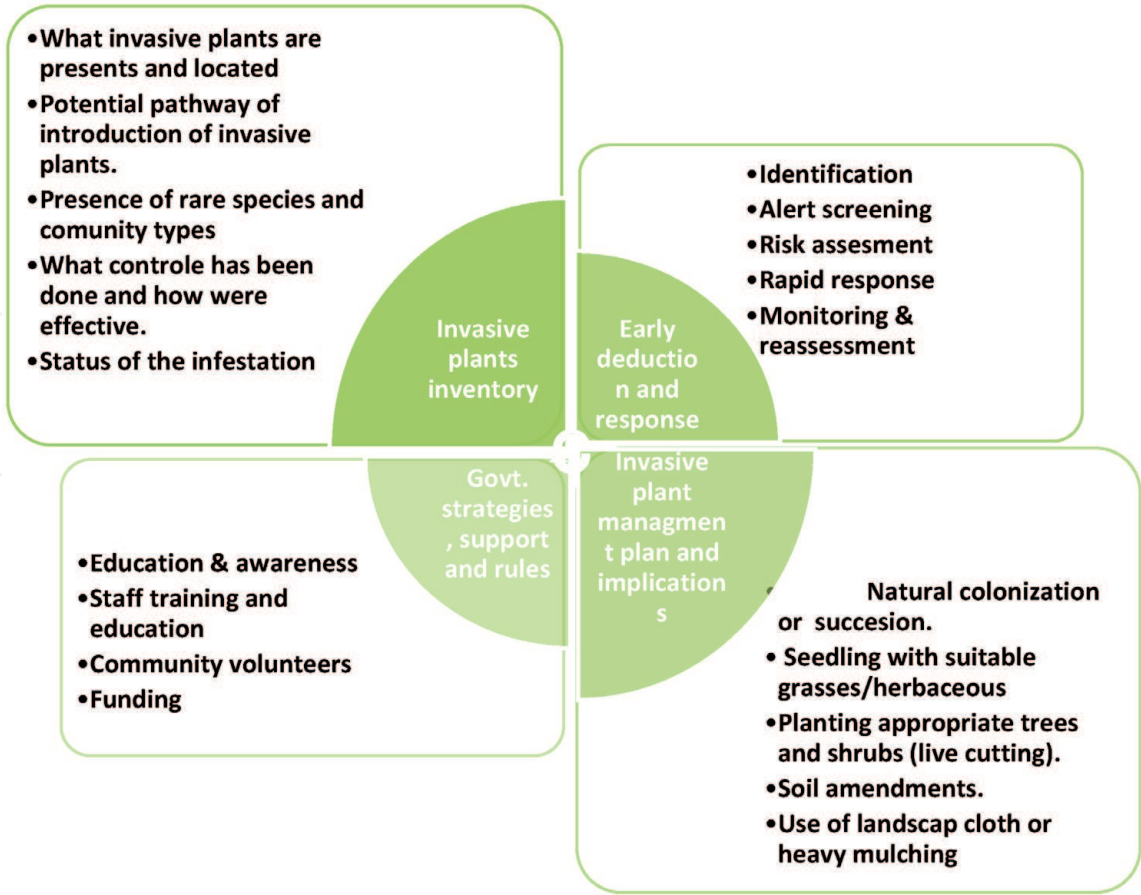 •What invasive plants are
presents and located
•Potential pathway of
introduction of invasive
plants.
•Presence of rare species and
comunity types
•What controle has been
done and how were
effective.
•Status of the infestation
•Identification
•Alert screening
•Risk assesment
•Rapid response
•Monitoring &
reassessment
Invasive
plants
inventory
Early
deductio
n and
response
Govt.
strategies
, support
and rules
Invasive
plant
managmen
t plan and
implication
s
•Education & awareness
•Staff training and
education
•Community volunteers
•Funding
• Natural colonization
or succesion.
• Seedling with suitable
grasses/herbaceous
•Planting appropriate trees
and shrubs (live cutting).
•Soil amendments.
•Use of landscap cloth or
heavy mulching